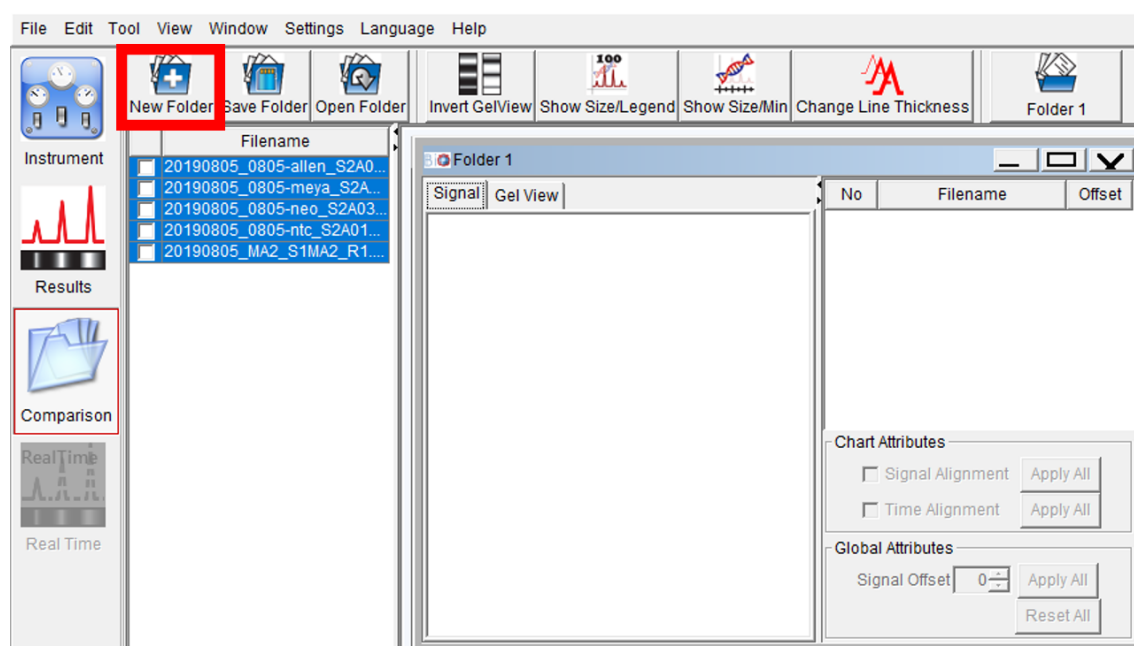 File Edit Tool View Window Settings Language Help
New Folder Save Folder Open Folder Invert GelView Show Size/Legend Show Size/Min Change Line Thickness Folder 1
100
Instrument
Results
Comparison
RealTime
Real Time
Filename
20190805_0805-allen_S2A0...
20190805_0805-meya_S2A...
20190805_0805-neo_S2A03...
20190805_0805-ntc_S2A01...
20190805_MA2_S1MA2_R1....
BiO Folder 1
Signal Gel View
No Filename Offset
Chart Attributes
Signal Alignment Apply All
Time Alignment Apply All
Global Attributes
Signal Offset 0 Apply All
Reset All